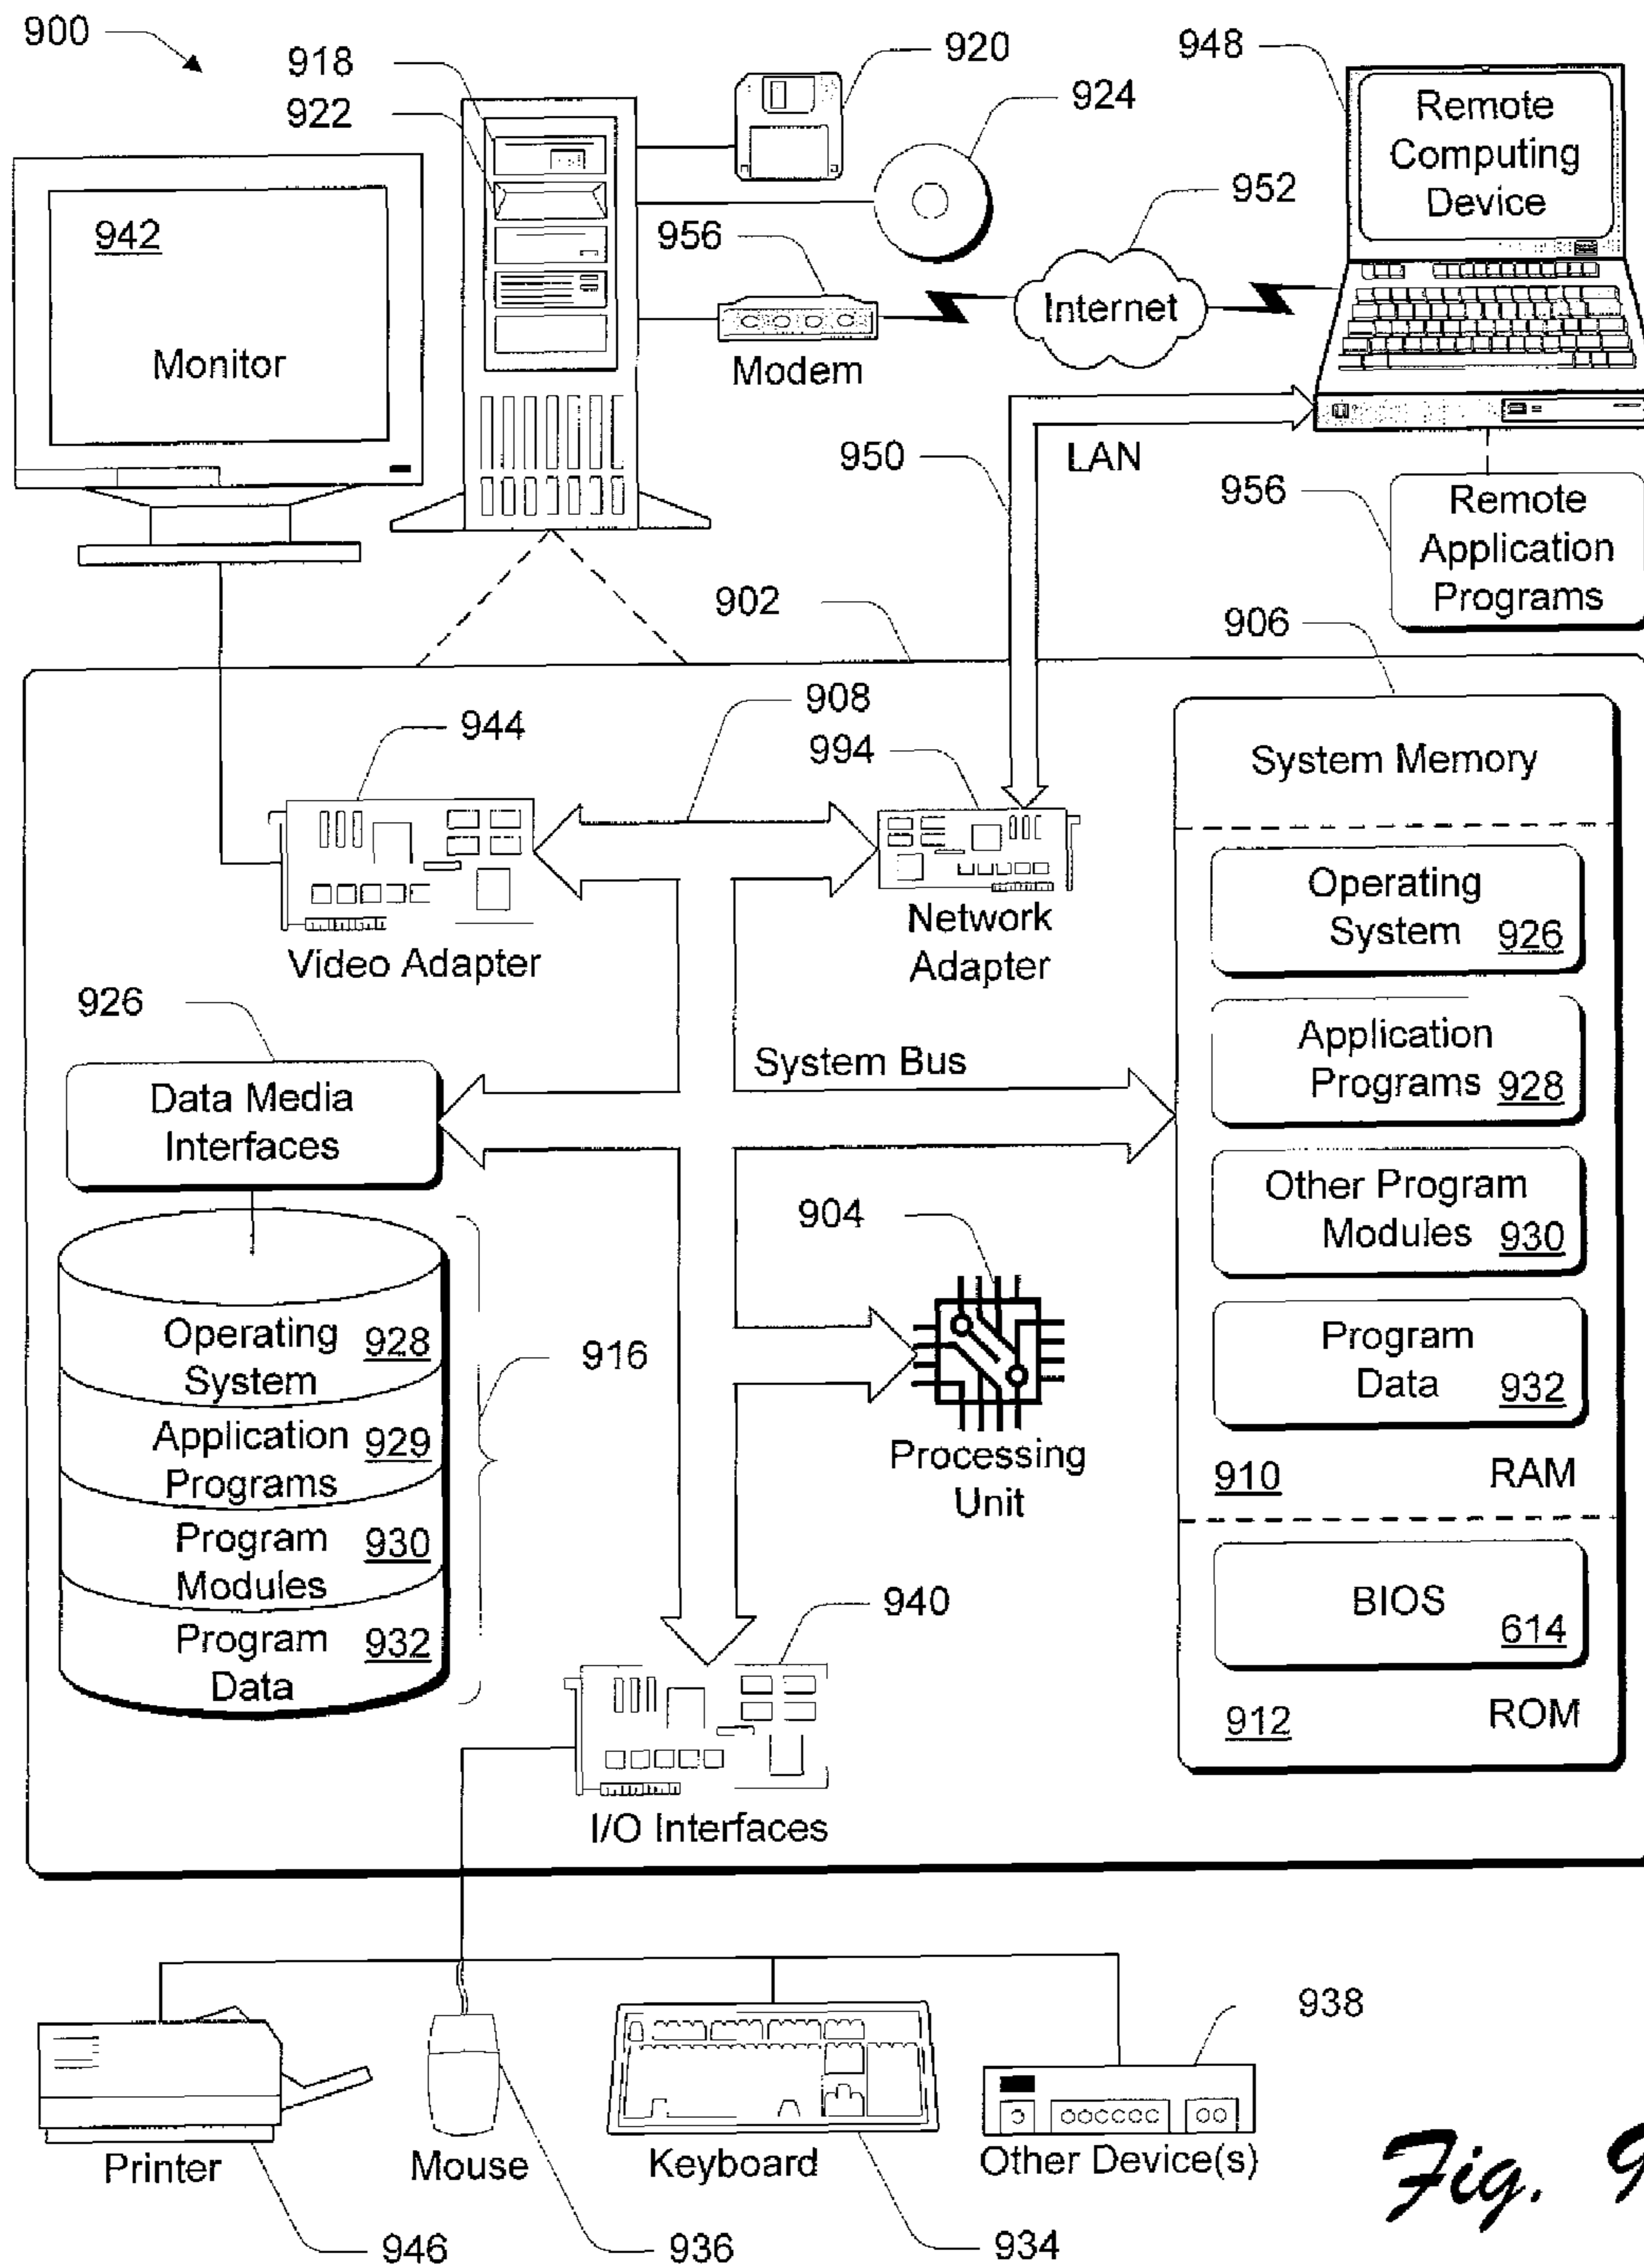 900
918
920
948
922
924
Remote
Computing
Device
942
956
952
Internet
Monitor
Modem
950
LAN
956
Remote
Application
Programs
902
906
944
908
994
System Memory
Operating
System 926
Network
Adapter
Video Adapter
926
Application
Programs 928
System Bus
Data Media
Interfaces
Other Program
Modules 930
904
Operating 928
System
916
Program
Data 932
Application 929
Programs
Processing
Unit
910 RAM
Program 930
Modules
940
BIOS
614
Program 932
Data
912 ROM
I/O Interfaces
938
Printer
Mouse
Keyboard
Other Device(s)
Fig. 9
946
936
934